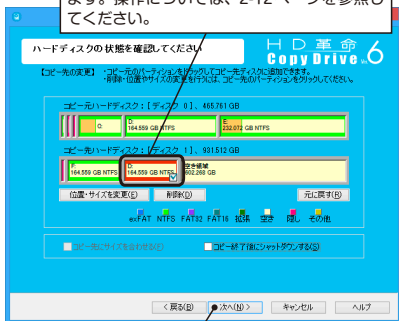 ます。操作については、2-12 ページを参照し
てください。
ハードディスクの状態を確認してください
HD革命
Copy Drive Ver.6
【コピー先の変更】 ・コピー元のパーティションをドラッグしてコピー先ディスクに追加できます。
・削除・位置やサイズの変更を行うには、コピー先のパーティションをクリックしてください。
コピー元ハードディスク：[ディスク 0]、465.761 GB
C:
D:
164.559 GB NTFS
E:
232.072 GB NTFS
コピー先ハードディスク：[ディスク 1]、931.512 GB
F:
164.559 GB NTFS
G:
164.559 GB NTFS
空き領域
602.268 GB
位置・サイズを変更(E)
削除(D)
元に戻す(R)
exFAT NTFS FAT32 FAT16 拡張 空き 隠し その他
コピー先にサイズを合わせる(F)
コピー終了後にシャットダウンする(S)
< 戻る(B)
次へ(N) >
キャンセル
ヘルプ